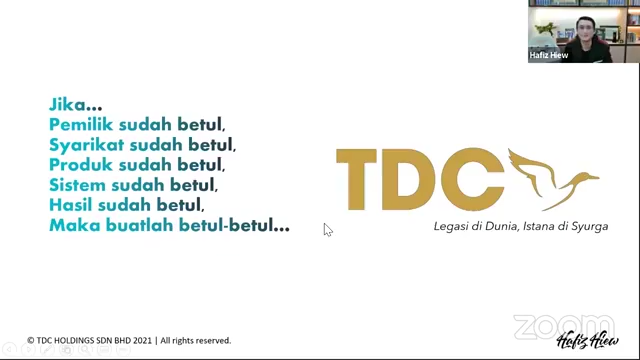 Hafiz Hiew
Jika...
Pemilik sudah betul,
Syarikat sudah betul,
Produk sudah betul,
Sistem sudah betul,
Hasil sudah betul,
Maka buatlah betul-betul...
TDC
Legasi di Dunia, Istana di Syurga
zoom
© TDC HOLDINGS SDN BHD 2021 | All rights reserved.
Hafiz Hiew